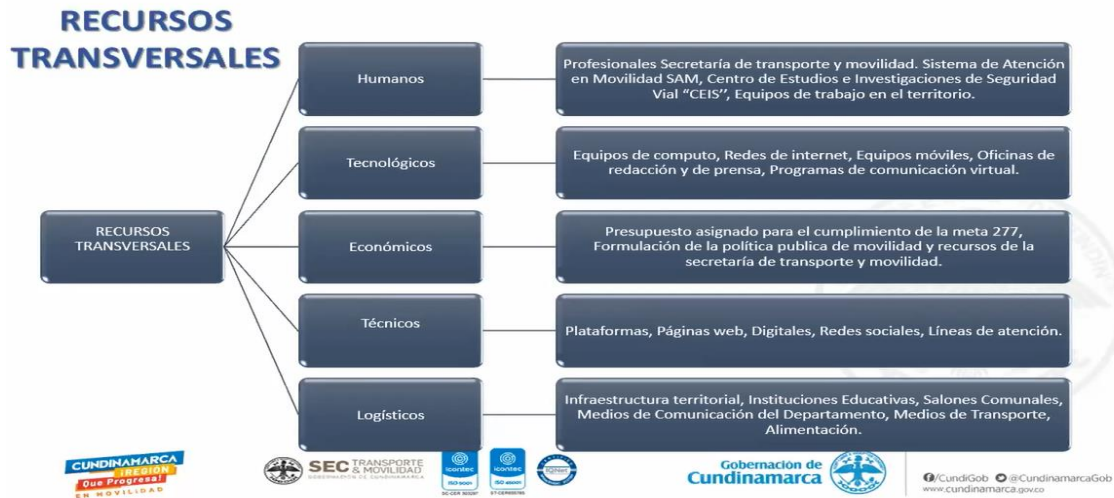 RECURSOS
TRANSVERSALES
RECURSOS
TRANSVERSALES
Humanos
Profesionales Secretaría de transporte y movilidad. Sistema de Atención
en Movilidad SAM, Centro de Estudios e Investigaciones de Seguridad
Vial “CEIS’’, Equipos de trabajo en el territorio.
Tecnológicos
Equipos de computo, Redes de internet, Equipos móviles, Oficinas de
redacción y de prensa, Programas de comunicación virtual.
Económicos
Presupuesto asignado para el cumplimiento de la meta 277,
Formulación de la política publica de movilidad y recursos de la
secretaría de transporte y movilidad.
Técnicos
Plataformas, Páginas web, Digitales, Redes sociales, Líneas de atención.
Logísticos
Infraestructura territorial, Instituciones Educativas, Salones Comunales,
Medios de Comunicación del Departamento, Medios de Transporte,
Alimentación.
CUNDINAMARCA
¡REGIÓN
Que Progresa!
EN MOVILIDAD
SEC TRANSPORTE
& MOVILIDAD
GOBERNACIÓN DE CUNDINAMARCA
icontec
ISO 9001
icontec
IQNet
Gobernación de
Cundinamarca
/CundiGob @CundinamarcaGob
www.cundinamarca.gov.co